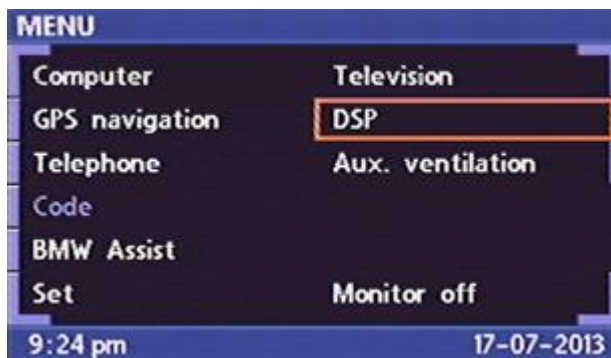 MENU
Computer Television
GPS navigation DSP
Telephone Aux. ventilation
Code
BMW Assist
Set Monitor off
9:24 pm 17-07-2013